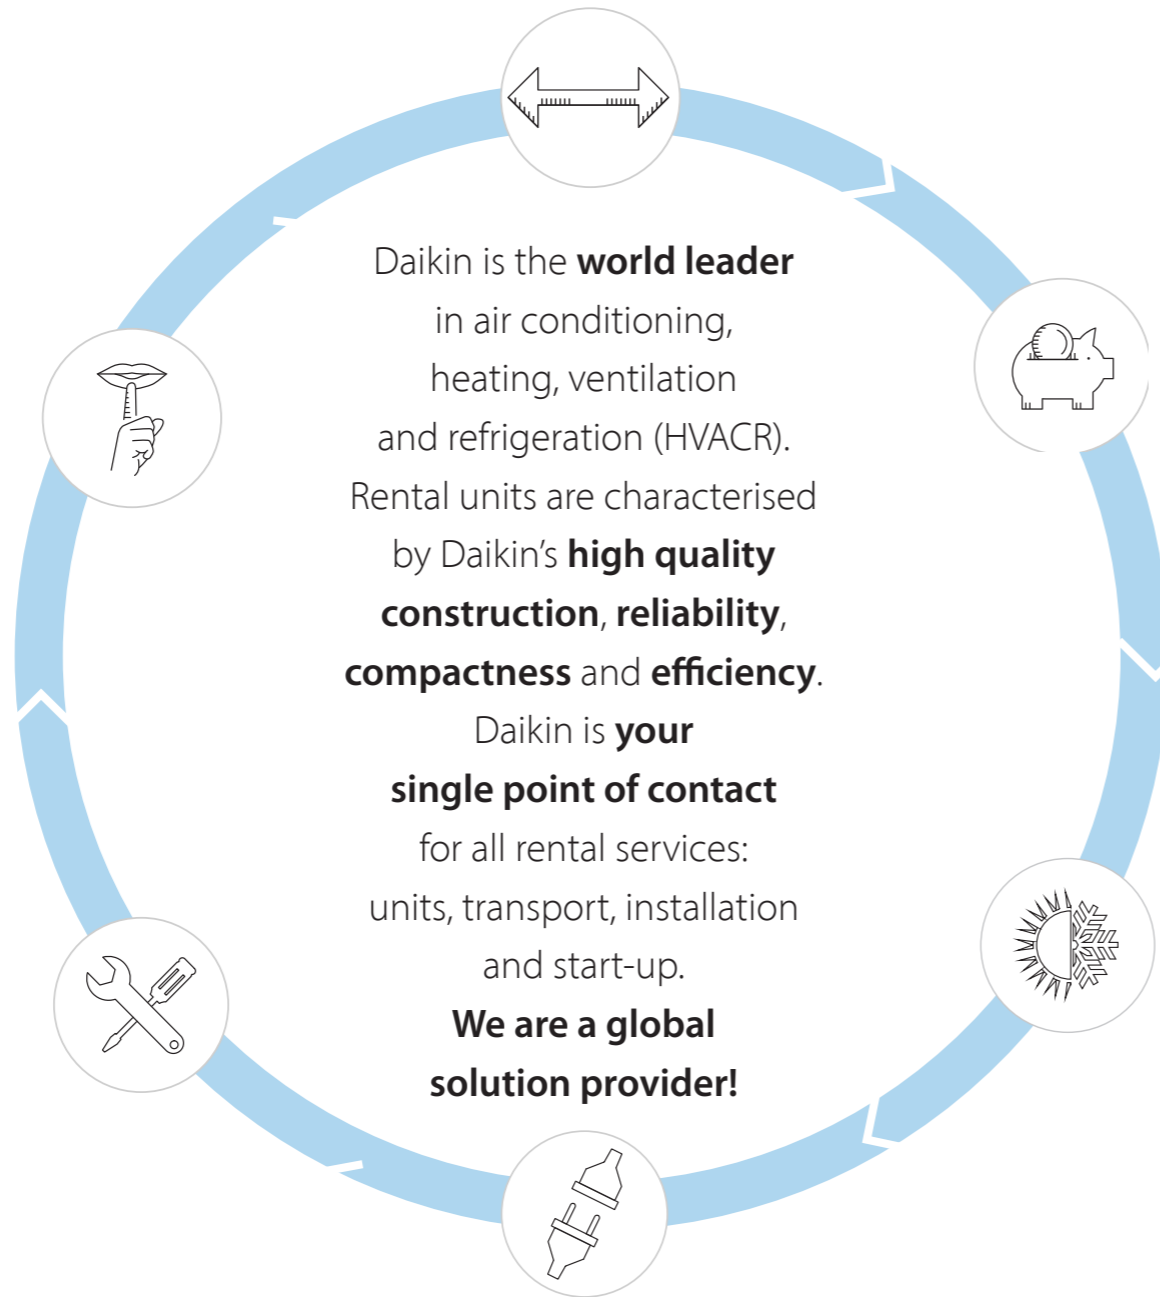 Daikin is the world leader
in air conditioning,
heating, ventilation
and refrigeration (HVACR).
Rental units are characterised
by Daikin’s high quality
construction, reliability,
compactness and efficiency.
Daikin is your
single point of contact
for all rental services:
units, transport, installation
and start-up.
We are a global
solution provider!